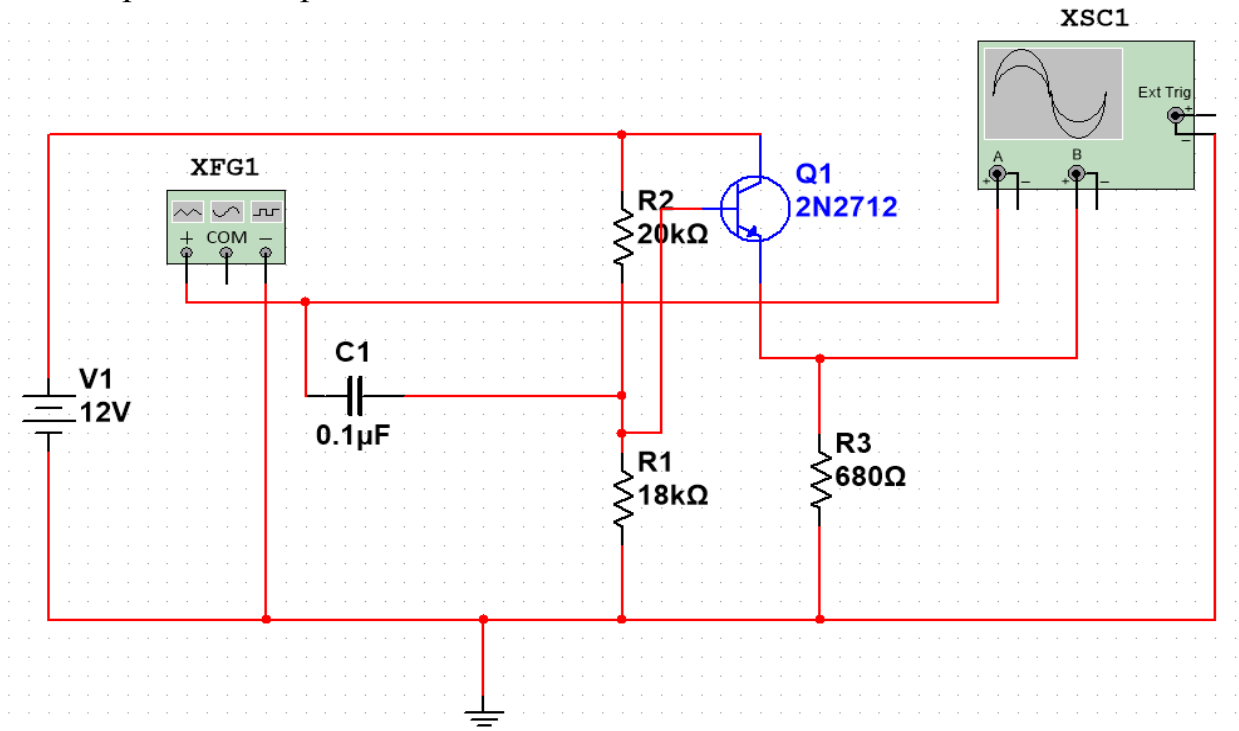 XSC1
Ext Trig
+
−
A
B
+ − + −
XFG1
+ COM −
Q1
2N2712
R2
20kΩ
C1
0.1µF
V1
12V
R1
18kΩ
R3
680Ω